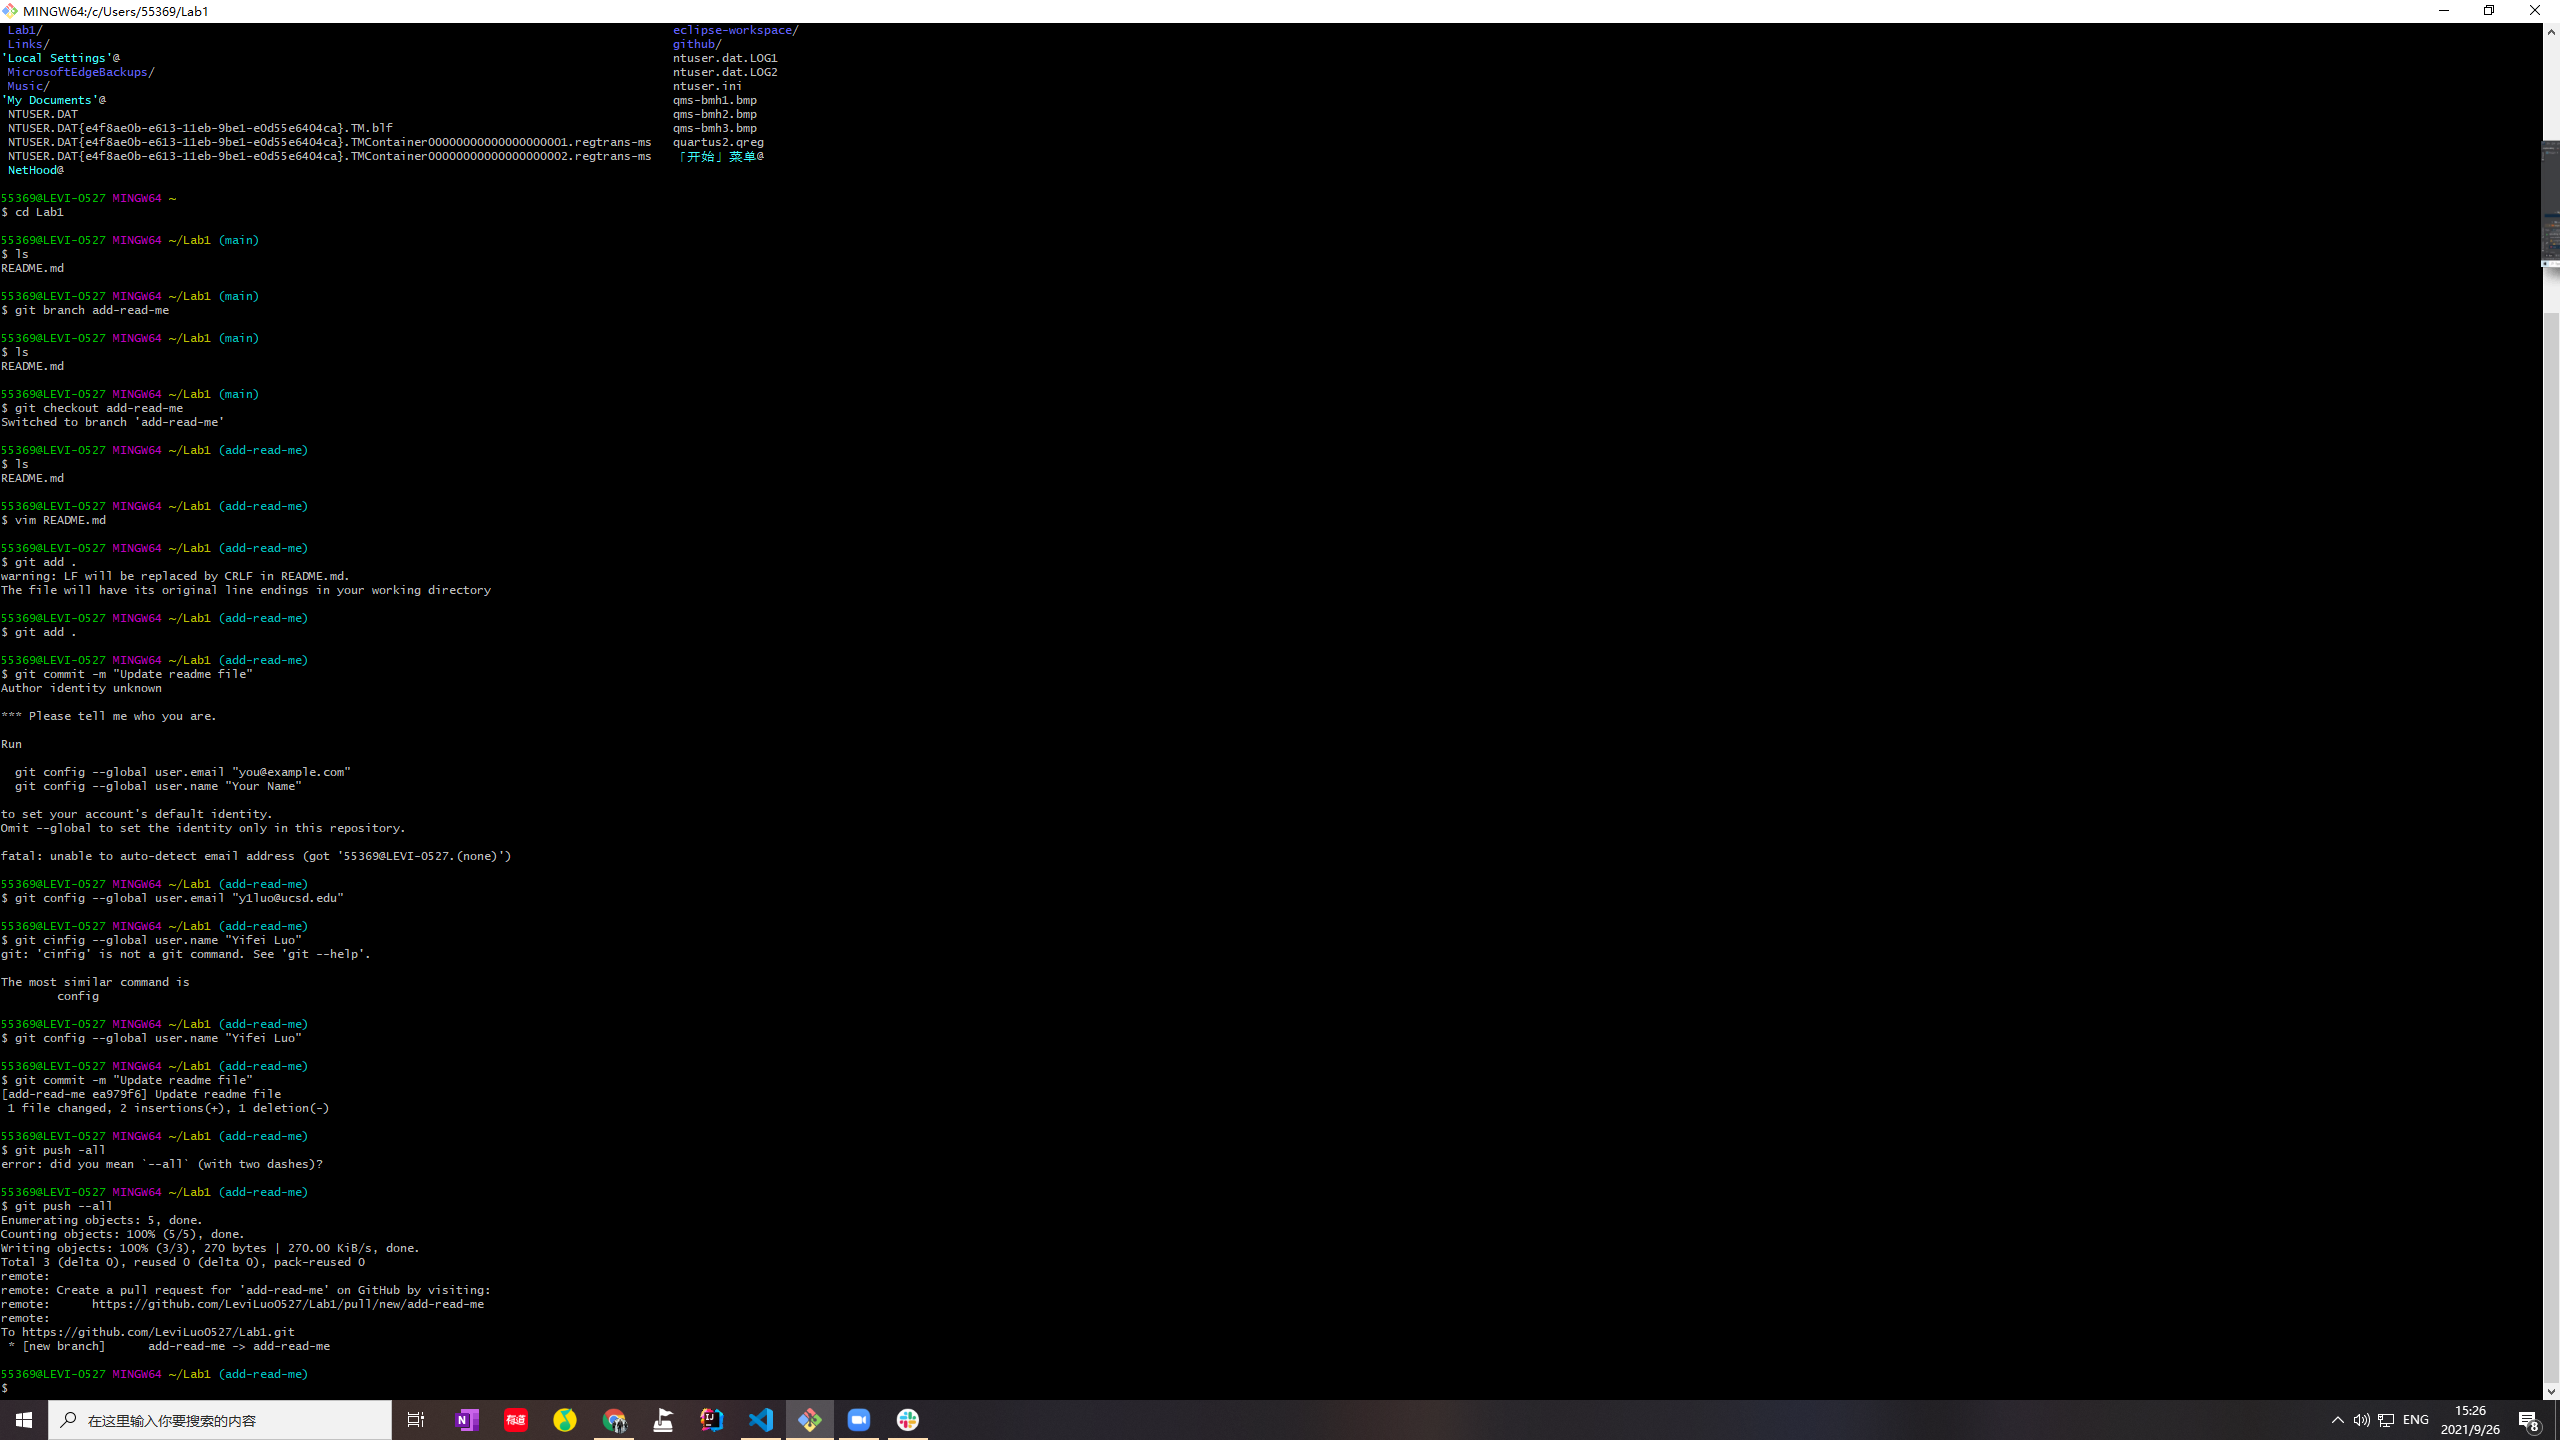 MINGW64:/c/Users/55369/Lab1
Lab1/ eclipse-workspace/
Links/ github/
'Local Settings'@ ntuser.dat.LOG1
MicrosoftEdgeBackups/ ntuser.dat.LOG2
Music/ ntuser.ini
'My Documents'@ qms-bmh1.bmp
NTUSER.DAT qms-bmh2.bmp
NTUSER.DAT{e4f8ae0b-e613-11eb-9be1-e0d55e6404ca}.TM.blf qms-bmh3.bmp
NTUSER.DAT{e4f8ae0b-e613-11eb-9be1-e0d55e6404ca}.TMContainer00000000000000000001.regtrans-ms quartus2.qreg
NTUSER.DAT{e4f8ae0b-e613-11eb-9be1-e0d55e6404ca}.TMContainer00000000000000000002.regtrans-ms 「开始」菜单@
NetHood@
55369@LEVI-0527 MINGW64 ~
$ cd Lab1
55369@LEVI-0527 MINGW64 ~/Lab1 (main)
$ ls
README.md
55369@LEVI-0527 MINGW64 ~/Lab1 (main)
$ git branch add-read-me
55369@LEVI-0527 MINGW64 ~/Lab1 (main)
$ ls
README.md
55369@LEVI-0527 MINGW64 ~/Lab1 (main)
$ git checkout add-read-me
Switched to branch 'add-read-me'
55369@LEVI-0527 MINGW64 ~/Lab1 (add-read-me)
$ ls
README.md
55369@LEVI-0527 MINGW64 ~/Lab1 (add-read-me)
$ vim README.md
55369@LEVI-0527 MINGW64 ~/Lab1 (add-read-me)
$ git add .
warning: LF will be replaced by CRLF in README.md.
The file will have its original line endings in your working directory
55369@LEVI-0527 MINGW64 ~/Lab1 (add-read-me)
$ git add .
55369@LEVI-0527 MINGW64 ~/Lab1 (add-read-me)
$ git commit -m "Update readme file"
Author identity unknown
*** Please tell me who you are.
Run
git config --global user.email "you@example.com"
git config --global user.name "Your Name"
to set your account's default identity.
Omit --global to set the identity only in this repository.
fatal: unable to auto-detect email address (got '55369@LEVI-0527.(none)')
55369@LEVI-0527 MINGW64 ~/Lab1 (add-read-me)
$ git config --global user.email "y1luo@ucsd.edu"
55369@LEVI-0527 MINGW64 ~/Lab1 (add-read-me)
$ git cinfig --global user.name "Yifei Luo"
git: 'cinfig' is not a git command. See 'git --help'.
The most similar command is
config
55369@LEVI-0527 MINGW64 ~/Lab1 (add-read-me)
$ git config --global user.name "Yifei Luo"
55369@LEVI-0527 MINGW64 ~/Lab1 (add-read-me)
$ git commit -m "Update readme file"
[add-read-me ea979f6] Update readme file
1 file changed, 2 insertions(+), 1 deletion(-)
55369@LEVI-0527 MINGW64 ~/Lab1 (add-read-me)
$ git push -all
error: did you mean `--all` (with two dashes)?
55369@LEVI-0527 MINGW64 ~/Lab1 (add-read-me)
$ git push --all
Enumerating objects: 5, done.
Counting objects: 100% (5/5), done.
Writing objects: 100% (3/3), 270 bytes | 270.00 KiB/s, done.
Total 3 (delta 0), reused 0 (delta 0), pack-reused 0
remote:
remote: Create a pull request for 'add-read-me' on GitHub by visiting:
remote:      https://github.com/LeviLuo0527/Lab1/pull/new/add-read-me
remote:
To https://github.com/LeviLuo0527/Lab1.git
* [new branch]      add-read-me -> add-read-me
55369@LEVI-0527 MINGW64 ~/Lab1 (add-read-me)
$
在这里输入你要搜索的内容
ENG
15:26
2021/9/26
8